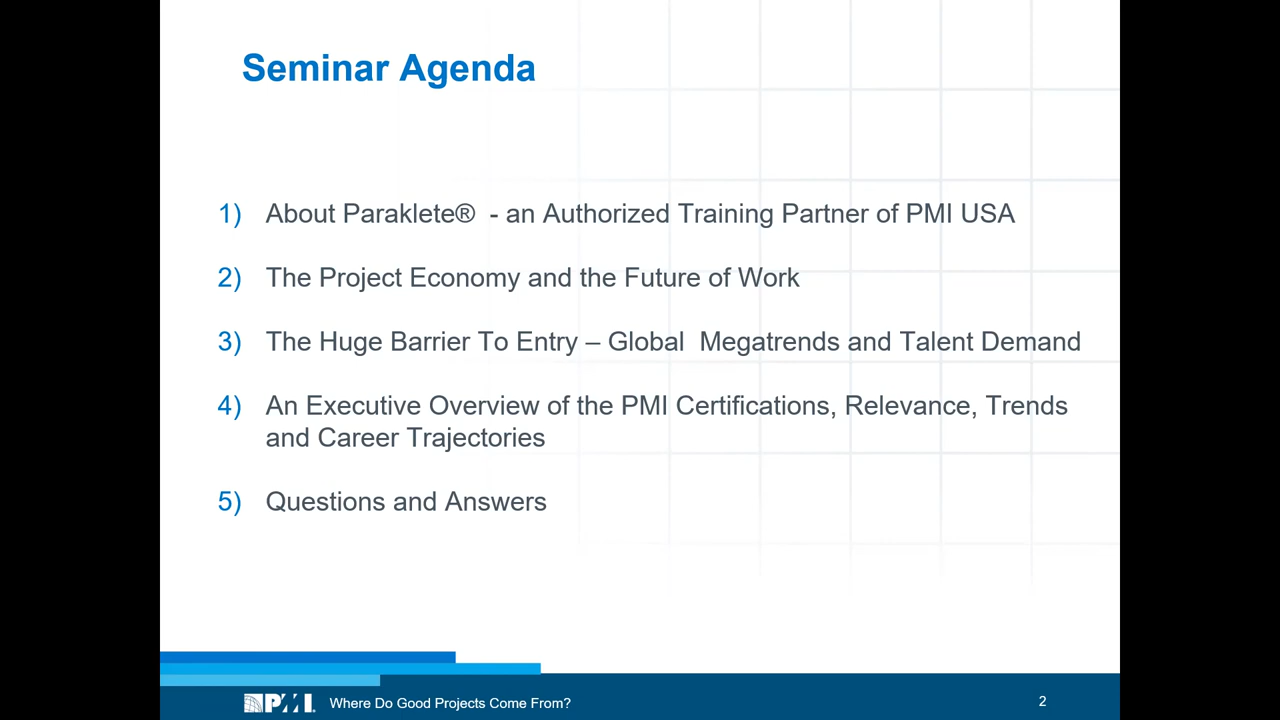 Seminar Agenda
1) About Paraklete® - an Authorized Training Partner of PMI USA
2) The Project Economy and the Future of Work
3) The Huge Barrier To Entry – Global Megatrends and Talent Demand
4) An Executive Overview of the PMI Certifications, Relevance, Trends
and Career Trajectories
5) Questions and Answers
PMI Where Do Good Projects Come From? 2